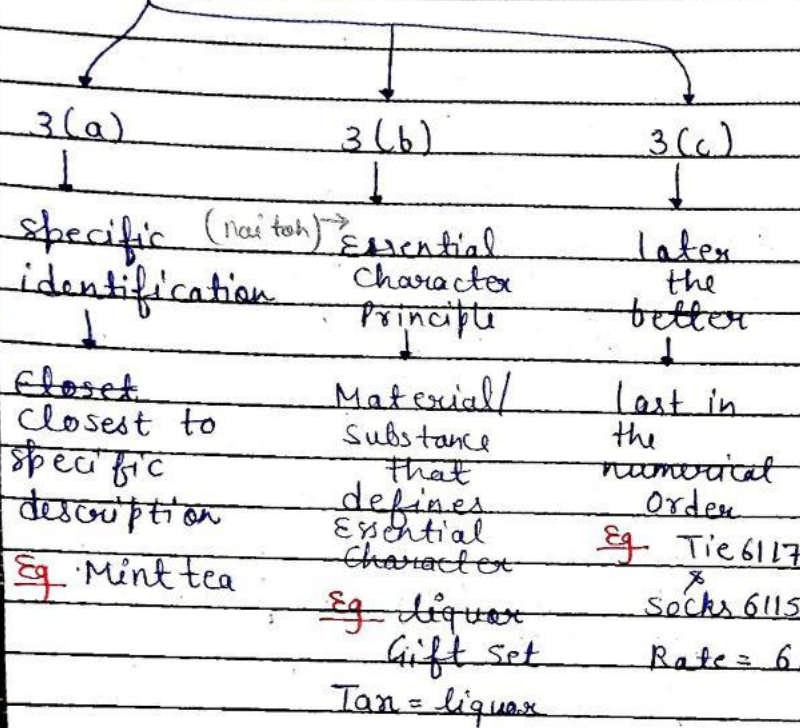 3(a)
3(b)
3(c)
specific (nai toh) →
identification
Essential
Character
Principle
later
the
better
Closet
Closest to
specific
description
Eg Mint tea
Material/
Substance
that
defines
Essential
Character
Eg liquor
Gift Set
Tax = liquor
Last in
the
numerical
Order
Eg Tie 6117
&
Socks 6115
Rate = 6